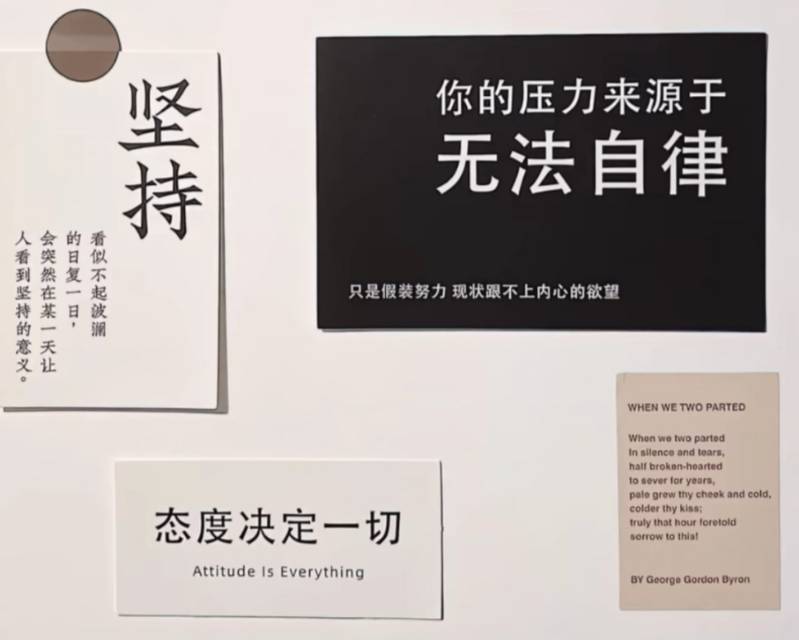 坚持
看似不起波澜
的日复一日，
会突然在某一天让
人看到坚持的意义。
你的压力来源于
无法自律
只是假装努力 现状跟不上内心的欲望
态度决定一切
Attitude Is Everything
WHEN WE TWO PARTED
When we two parted
In silence and tears,
half broken-hearted
to sever for years,
pale grew thy cheek and cold,
colder thy kiss;
truly that hour foretold
sorrow to this!
BY George Gordon Byron